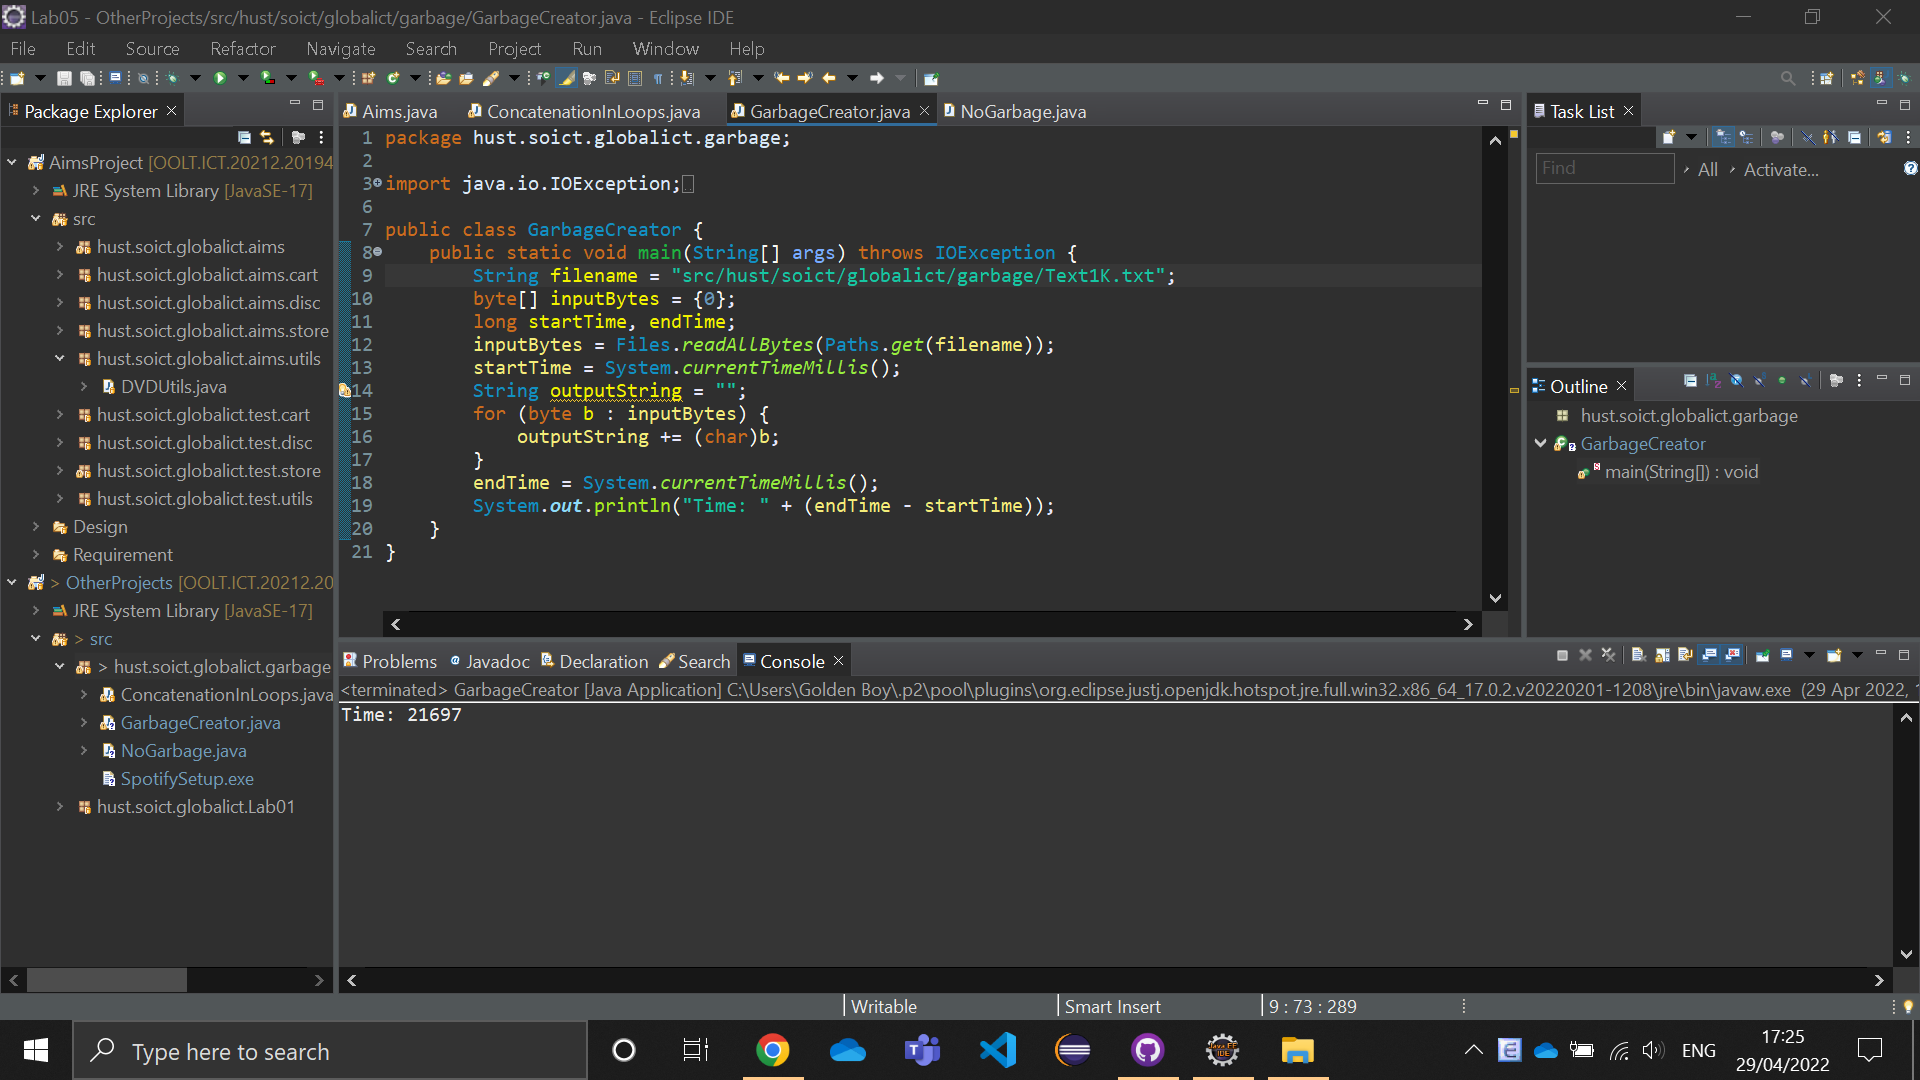 Lab05 - OtherProjects/src/hust/soict/globalict/garbage/GarbageCreator.java - Eclipse IDE
File Edit Source Refactor Navigate Search Project Run Window Help
Package Explorer
AimsProject [OOLT.ICT.20212.20194
JRE System Library [JavaSE-17]
src
hust.soict.globalict.aims
hust.soict.globalict.aims.cart
hust.soict.globalict.aims.disc
hust.soict.globalict.aims.store
hust.soict.globalict.aims.utils
DVDUtils.java
hust.soict.globalict.test.cart
hust.soict.globalict.test.disc
hust.soict.globalict.test.store
hust.soict.globalict.test.utils
Design
Requirement
> OtherProjects [OOLT.ICT.20212.20
JRE System Library [JavaSE-17]
> src
> hust.soict.globalict.garbage
ConcatenationInLoops.java
GarbageCreator.java
NoGarbage.java
SpotifySetup.exe
hust.soict.globalict.Lab01
Aims.java ConcatenationInLoops.java GarbageCreator.java NoGarbage.java
1 package hust.soict.globalict.garbage;
2
3 import java.io.IOException;
6
7 public class GarbageCreator {
8 public static void main(String[] args) throws IOException {
9 String filename = "src/hust/soict/globalict/garbage/Text1K.txt";
10 byte[] inputBytes = {0};
11 long startTime, endTime;
12 inputBytes = Files.readAllBytes(Paths.get(filename));
13 startTime = System.currentTimeMillis();
14 String outputString = "";
15 for (byte b : inputBytes) {
16 outputString += (char)b;
17 }
18 endTime = System.currentTimeMillis();
19 System.out.println("Time: " + (endTime - startTime));
20 }
21 }
Task List
Find All Activate...
Outline
hust.soict.globalict.garbage
GarbageCreator
main(String[]) : void
Problems Javadoc Declaration Search Console
<terminated> GarbageCreator [Java Application] C:\Users\Golden Boy\.p2\pool\plugins\org.eclipse.justj.openjdk.hotspot.jre.full.win32.x86_64_17.0.2.v20220201-1208\jre\bin\javaw.exe (29 Apr 2022,
Time: 21697
Writable Smart Insert 9 : 73 : 289
Type here to search
ENG
17:25
29/04/2022